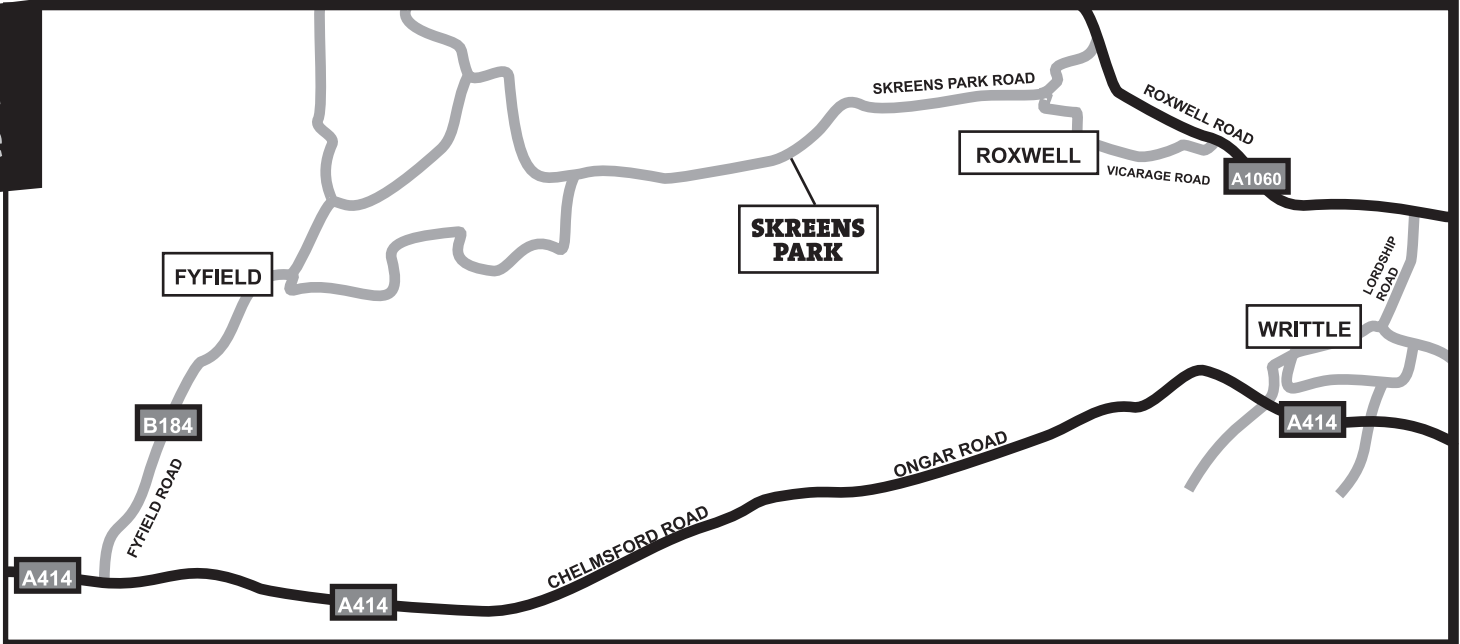 SKREENS PARK ROAD
ROXWELL ROAD
ROXWELL
VICARAGE ROAD
A1060
SKREENS
PARK
LORDSHIP
ROAD
FYFIELD
WRITTLE
B184
A414
ONGAR ROAD
FYFIELD ROAD
CHELMSFORD ROAD
A414
A414